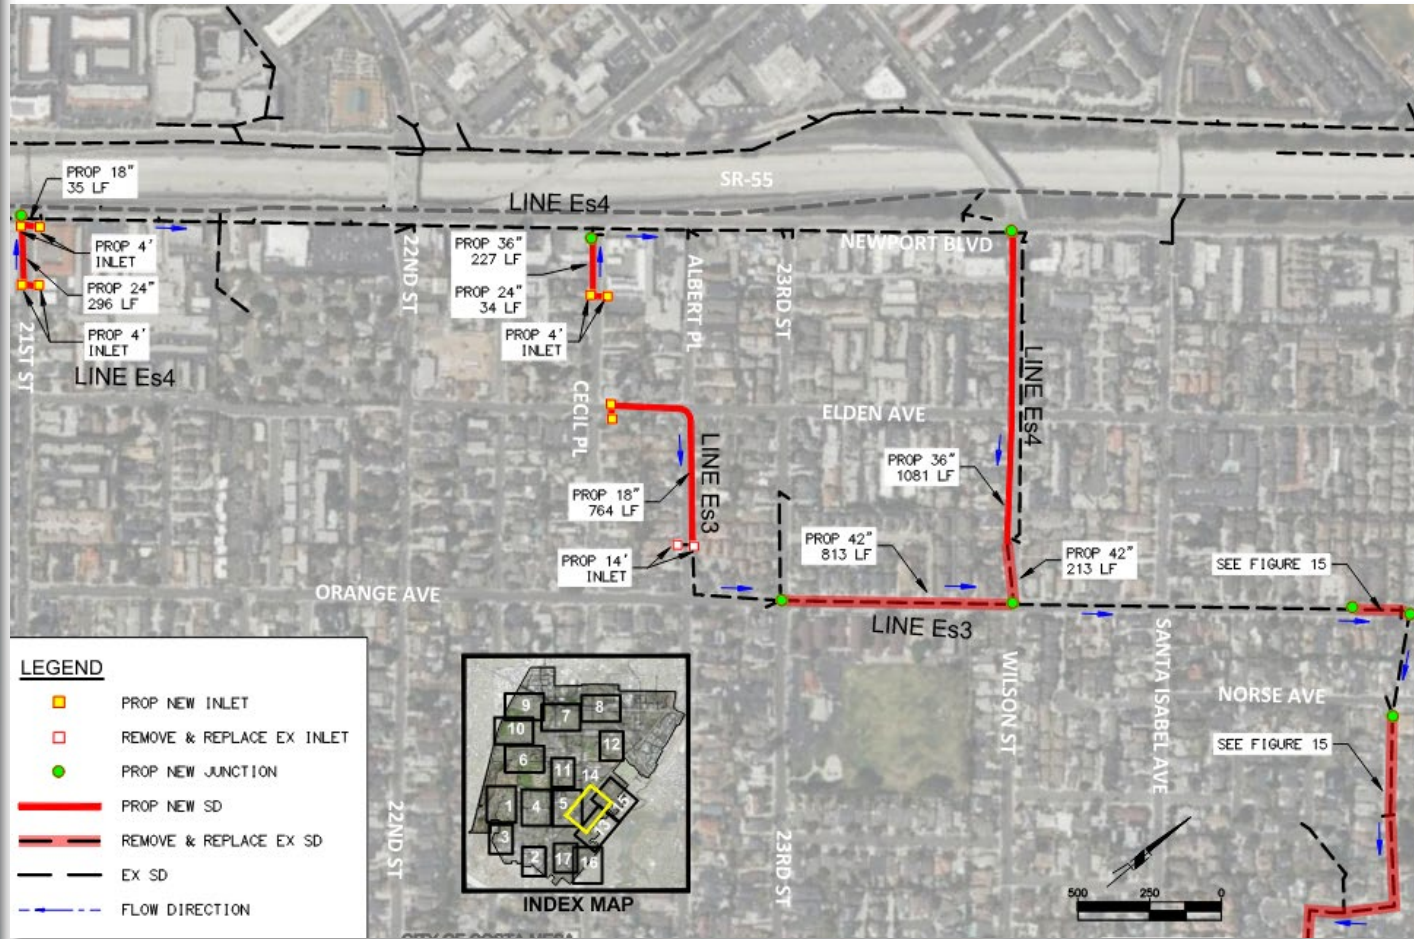 SR-55
LINE Es4
NEWPORT BLVD
PROP 18"
35 LF
PROP 4'
INLET
PROP 24"
296 LF
PROP 4'
INLET
LINE Es4
21ST ST
22ND ST
PROP 36"
227 LF
PROP 24"
34 LF
PROP 4'
INLET
ALBERT PL
23RD ST
CECIL PL
ELDEN AVE
LINE Es4
LINE Es3
PROP 36"
1081 LF
PROP 18"
764 LF
PROP 14'
INLET
PROP 42"
813 LF
PROP 42"
213 LF
SEE FIGURE 15
ORANGE AVE
LINE Es3
WILSON ST
SANTA ISABEL AVE
NORSE AVE
SEE FIGURE 15
22ND ST
23RD ST
LEGEND
PROP NEW INLET
REMOVE & REPLACE EX INLET
PROP NEW JUNCTION
PROP NEW SD
REMOVE & REPLACE EX SD
EX SD
FLOW DIRECTION
9
8
7
10
12
6
11
14
1
4
5
15
13
3
2
17
16
INDEX MAP
500
250
0
CITY OF COSTA MESA